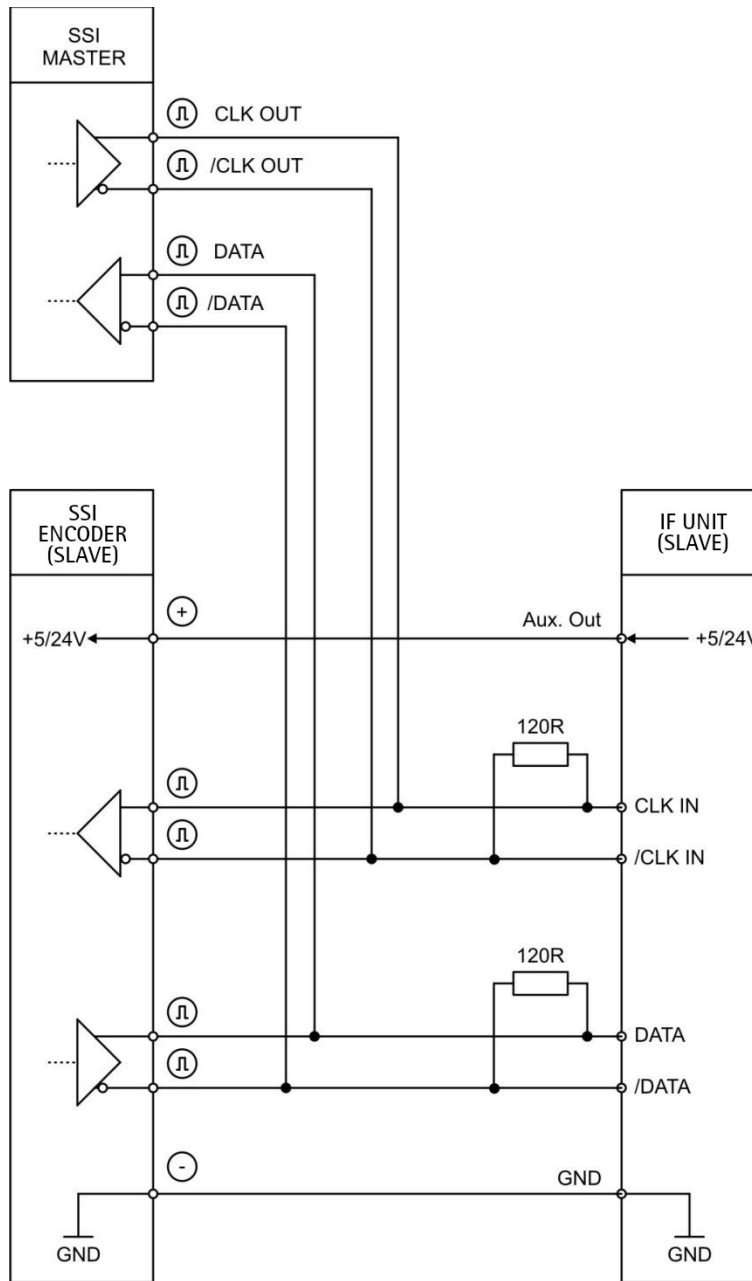 SSI
MASTER
CLK OUT
/CLK OUT
DATA
/DATA
SSI
ENCODER
(SLAVE)
IF UNIT
(SLAVE)
+
Aux. Out
+5/24V
+5/24V
120R
CLK IN
/CLK IN
120R
DATA
/DATA
-
GND
GND
GND